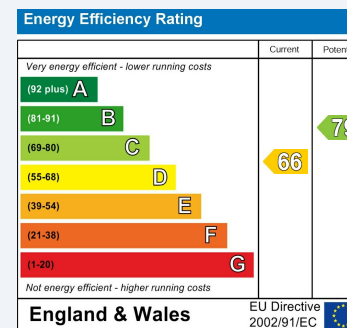 Energy Efficiency Rating
Current
Very energy efficient - lower running costs
(92 plus) A
(81-91) B
(69-80) C
(55-68) D
(39-54) E
(21-38) F
(1-20) G
66
Not energy efficient - higher running costs
England & Wales
EU Directive
2002/91/EC